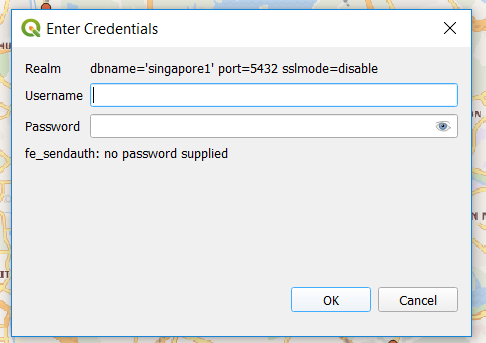 Enter Credentials
Realm dbname='singapore1' port=5432 sslmode=disable
Username
Password
fe_sendauth: no password supplied
OK Cancel